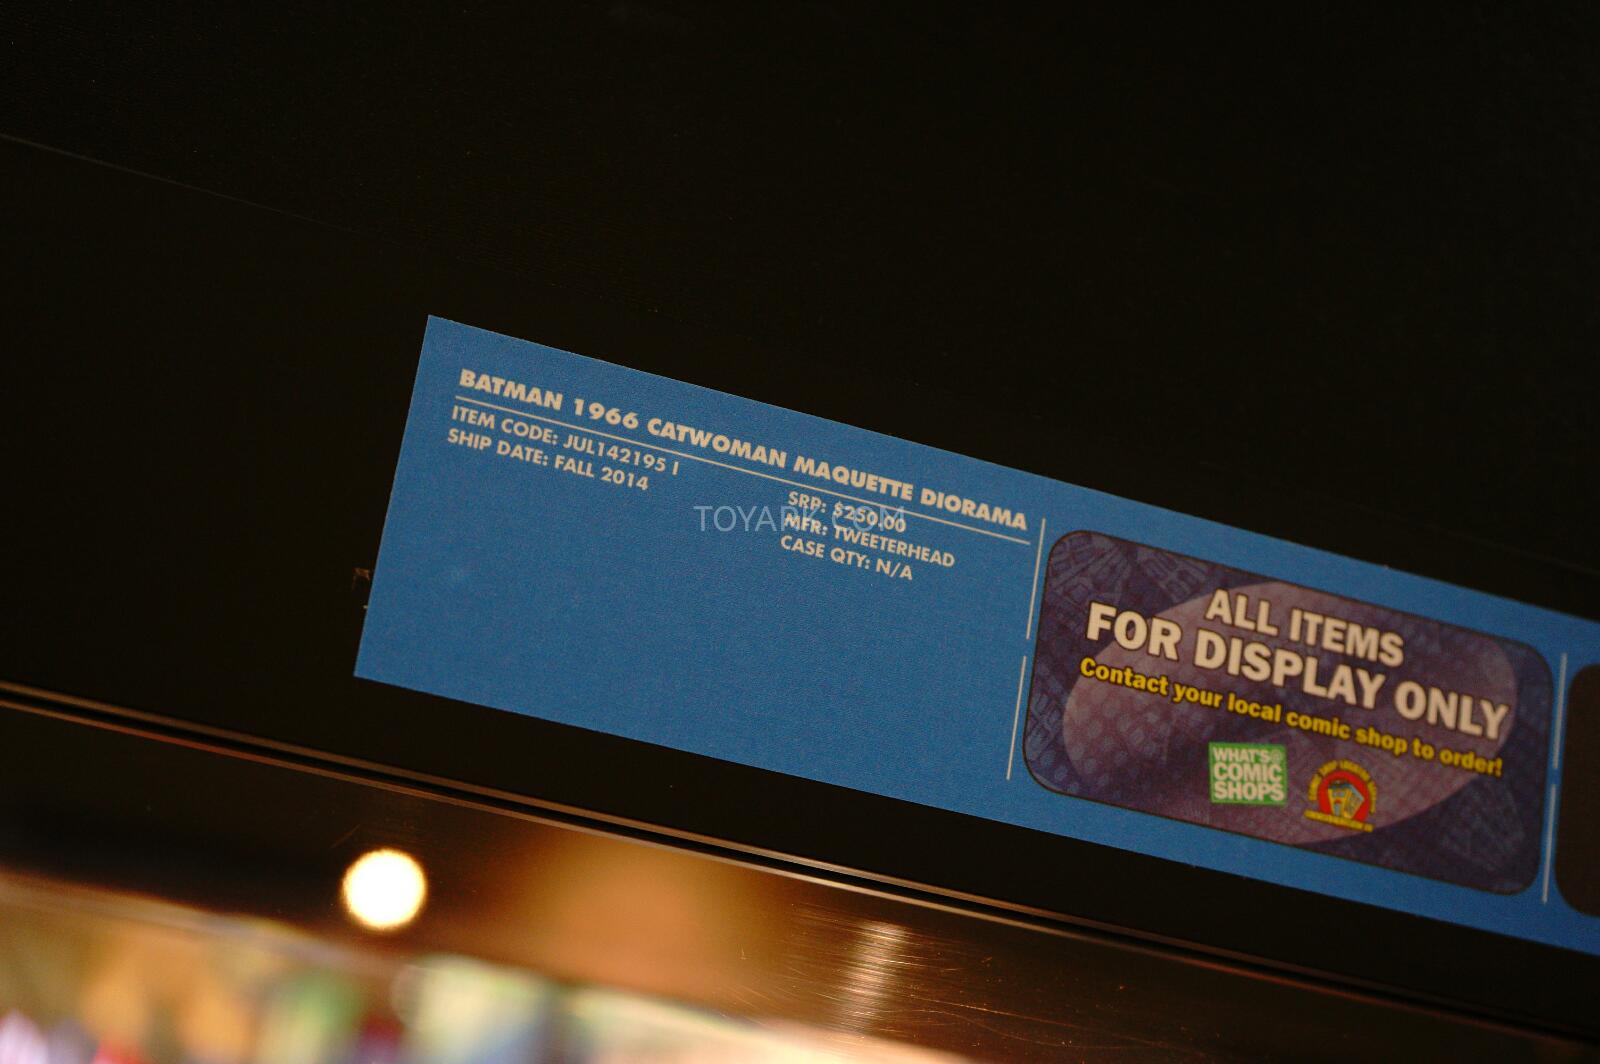 BATMAN 1966 CATWOMAN MAQUETTE DIORAMA
ITEM CODE: JUL142195 I
SHIP DATE: FALL 2014
SRP: $250.00
MFR: TWEETERHEAD
CASE QTY: N/A
TOYARK.COM
ALL ITEMS
FOR DISPLAY ONLY
Contact your local comic shop to order!
WHAT'S@
COMIC
SHOPS